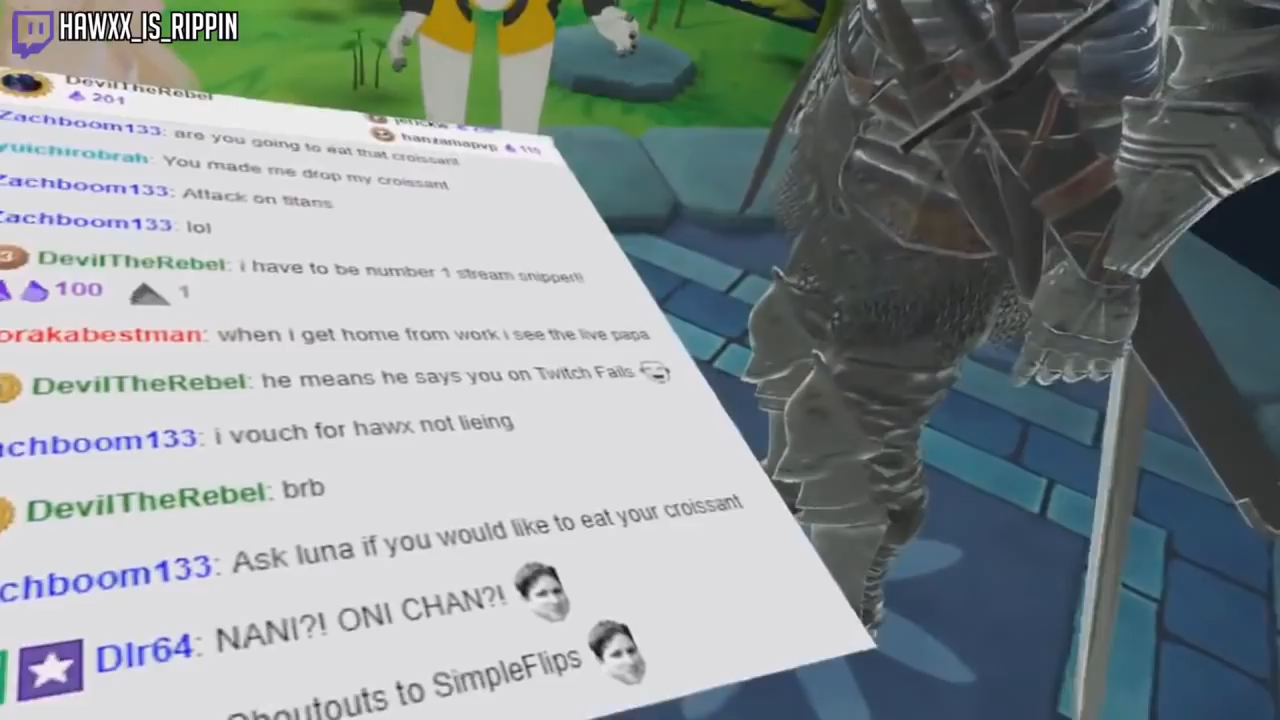 HAWXX_IS_RIPPIN
DevilTheRebel
201
hanzamapvp 110
Zachboom133: are you going to eat that croissant
yuichirobrah: You made me drop my croissant
Zachboom133: Attack on titans
Zachboom133: lol
3 DevilTheRebel: i have to be number 1 stream snipper!!
100 1
orakabestman: when i get home from work i see the live papa
DevilTheRebel: he means he says you on Twitch Fails
achboom133: i vouch for hawx not lieing
DevilTheRebel: brb
chboom133: Ask luna if you would like to eat your croissant
Dlr64: NANI?! ONI CHAN?!
Shoutouts to SimpleFlips